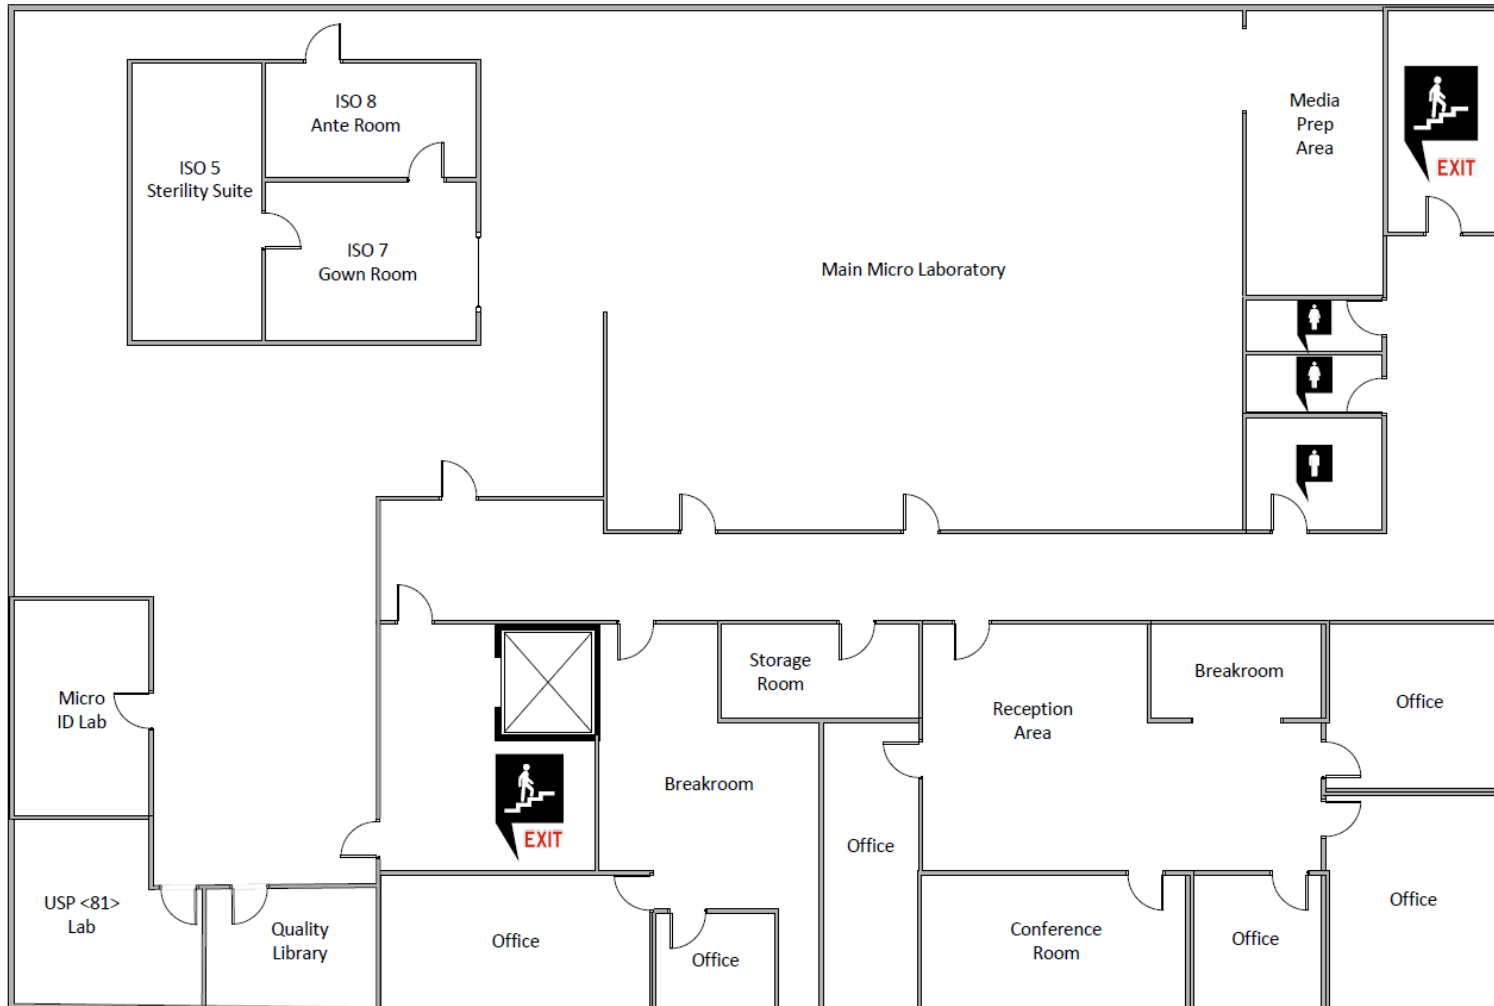 ISO 8
Ante Room
ISO 5
Sterility Suite
ISO 7
Gown Room
Main Micro Laboratory
Media
Prep
Area
EXIT
Micro
ID Lab
USP <81>
Lab
Quality
Library
EXIT
Office
Breakroom
Office
Storage
Room
Office
Reception
Area
Breakroom
Conference
Room
Office
Office
Office